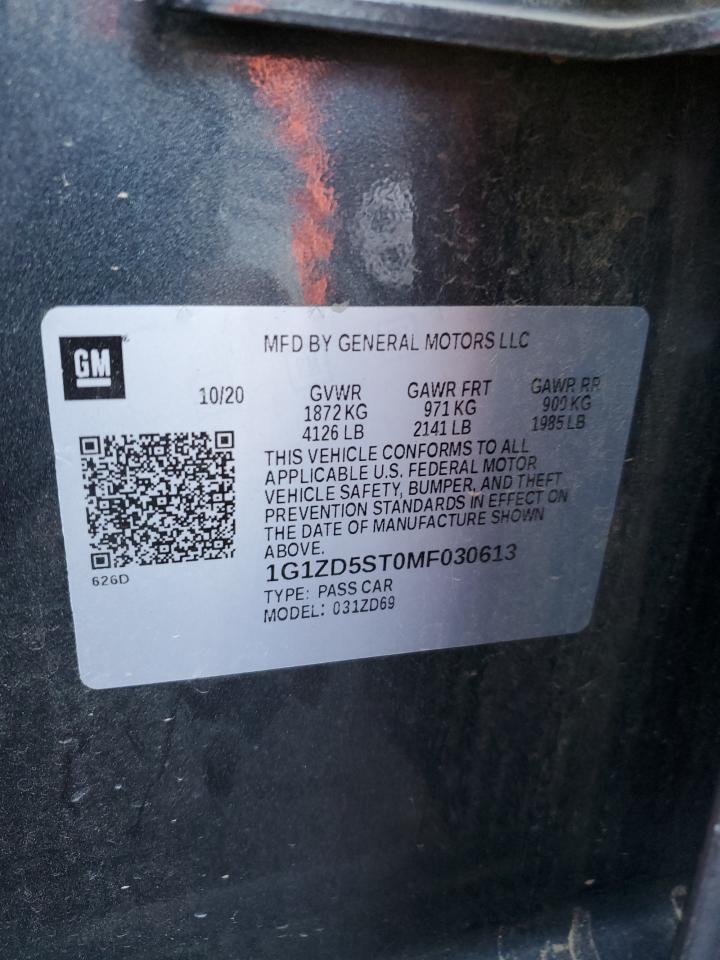 GM
MFD BY GENERAL MOTORS LLC
10/20 GVWR GAWR FRT GAWR RR
1872 KG 971 KG 900 KG
4126 LB 2141 LB 1985 LB
THIS VEHICLE CONFORMS TO ALL
APPLICABLE U.S. FEDERAL MOTOR
VEHICLE SAFETY, BUMPER, AND THEFT
PREVENTION STANDARDS IN EFFECT ON
THE DATE OF MANUFACTURE SHOWN
ABOVE.
626D
1G1ZD5ST0MF030613
TYPE: PASS CAR
MODEL: 031ZD69